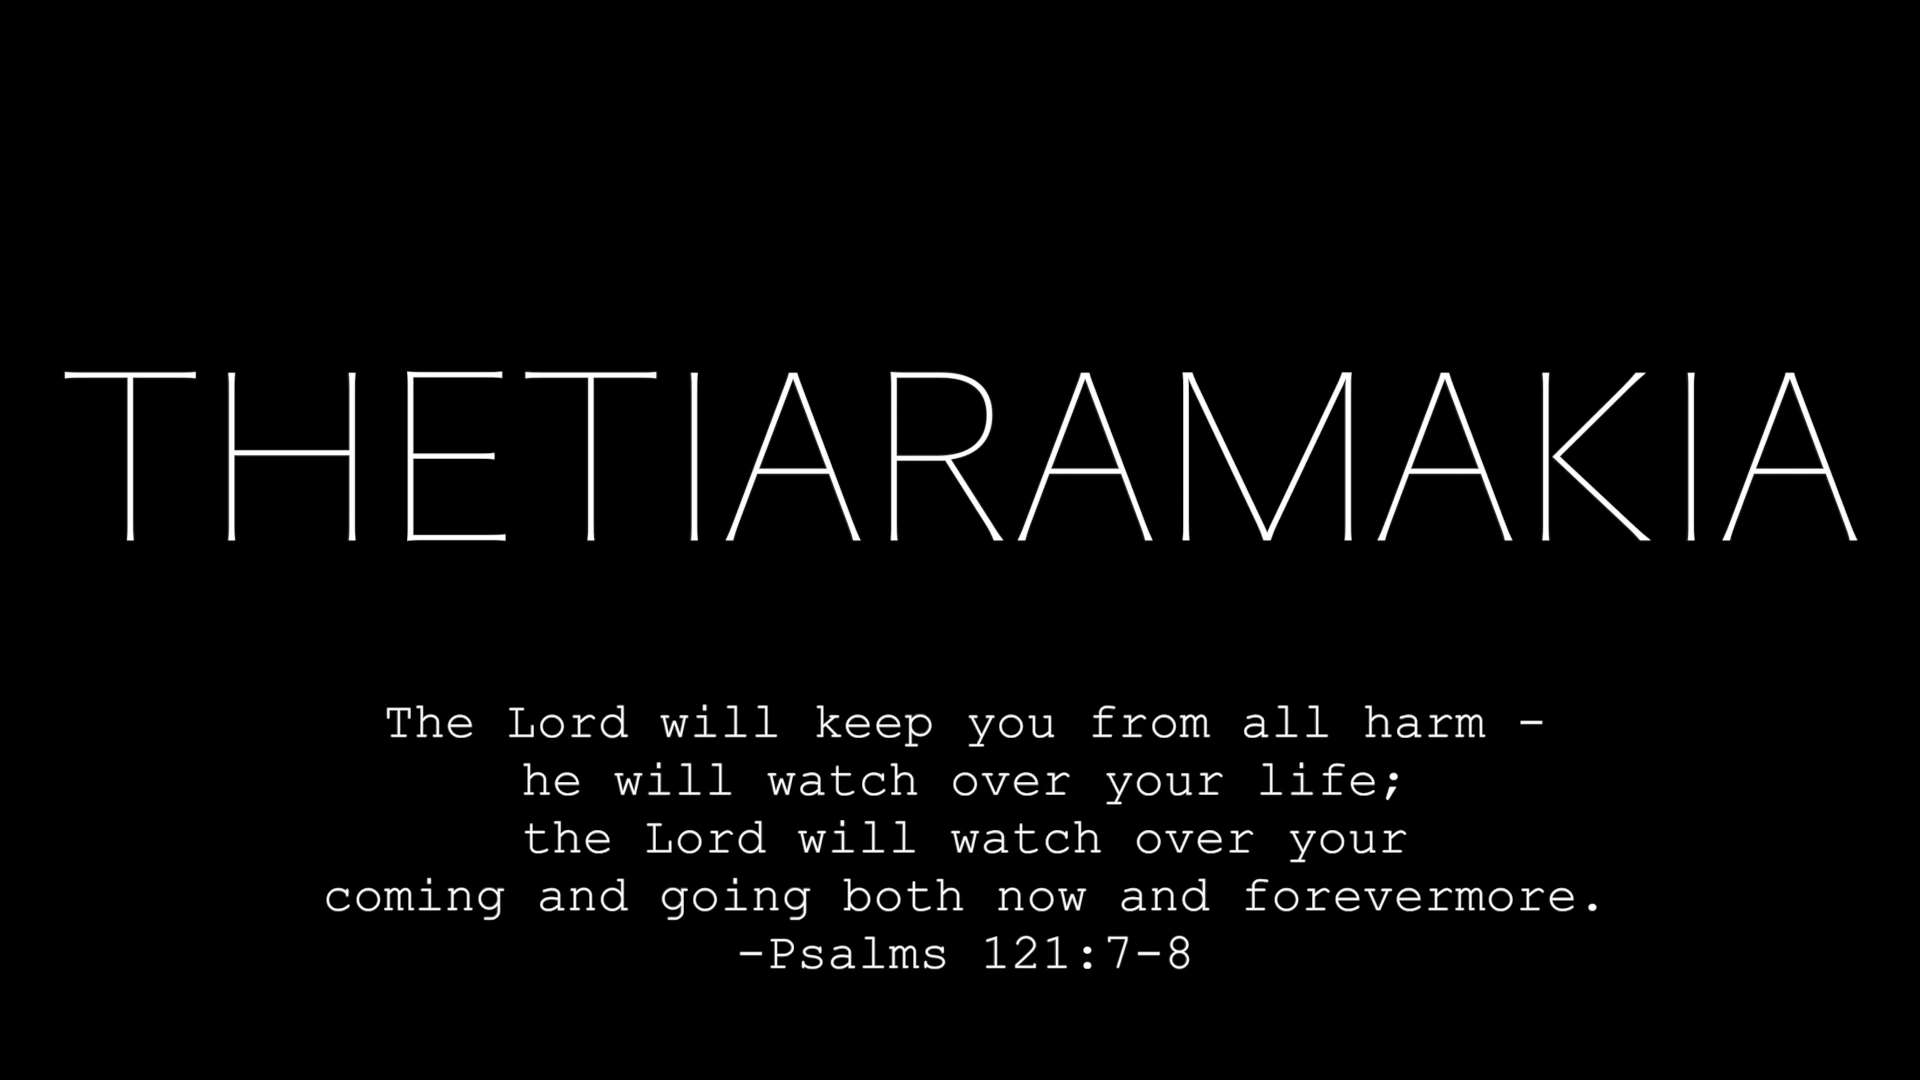 THETIARAMAKIA
The Lord will keep you from all harm -
he will watch over your life;
the Lord will watch over your
coming and going both now and forevermore.
-Psalms 121:7-8